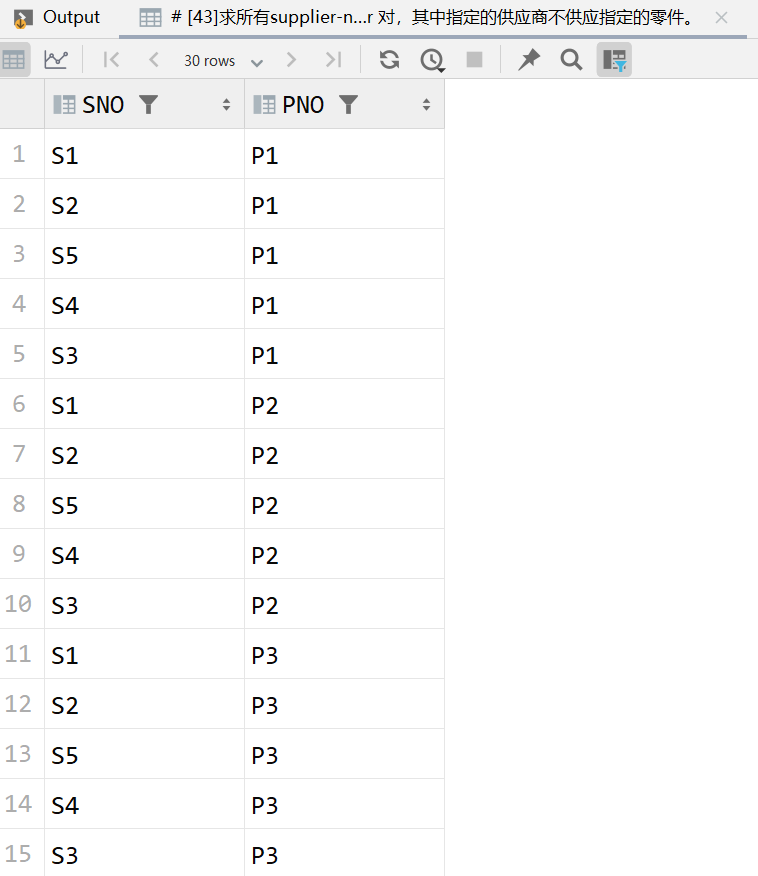 Output
# [43]求所有supplier-n...r 对，其中指定的供应商不供应指定的零件。
30 rows
SNO PNO
1 S1 P1
2 S2 P1
3 S5 P1
4 S4 P1
5 S3 P1
6 S1 P2
7 S2 P2
8 S5 P2
9 S4 P2
10 S3 P2
11 S1 P3
12 S2 P3
13 S5 P3
14 S4 P3
15 S3 P3